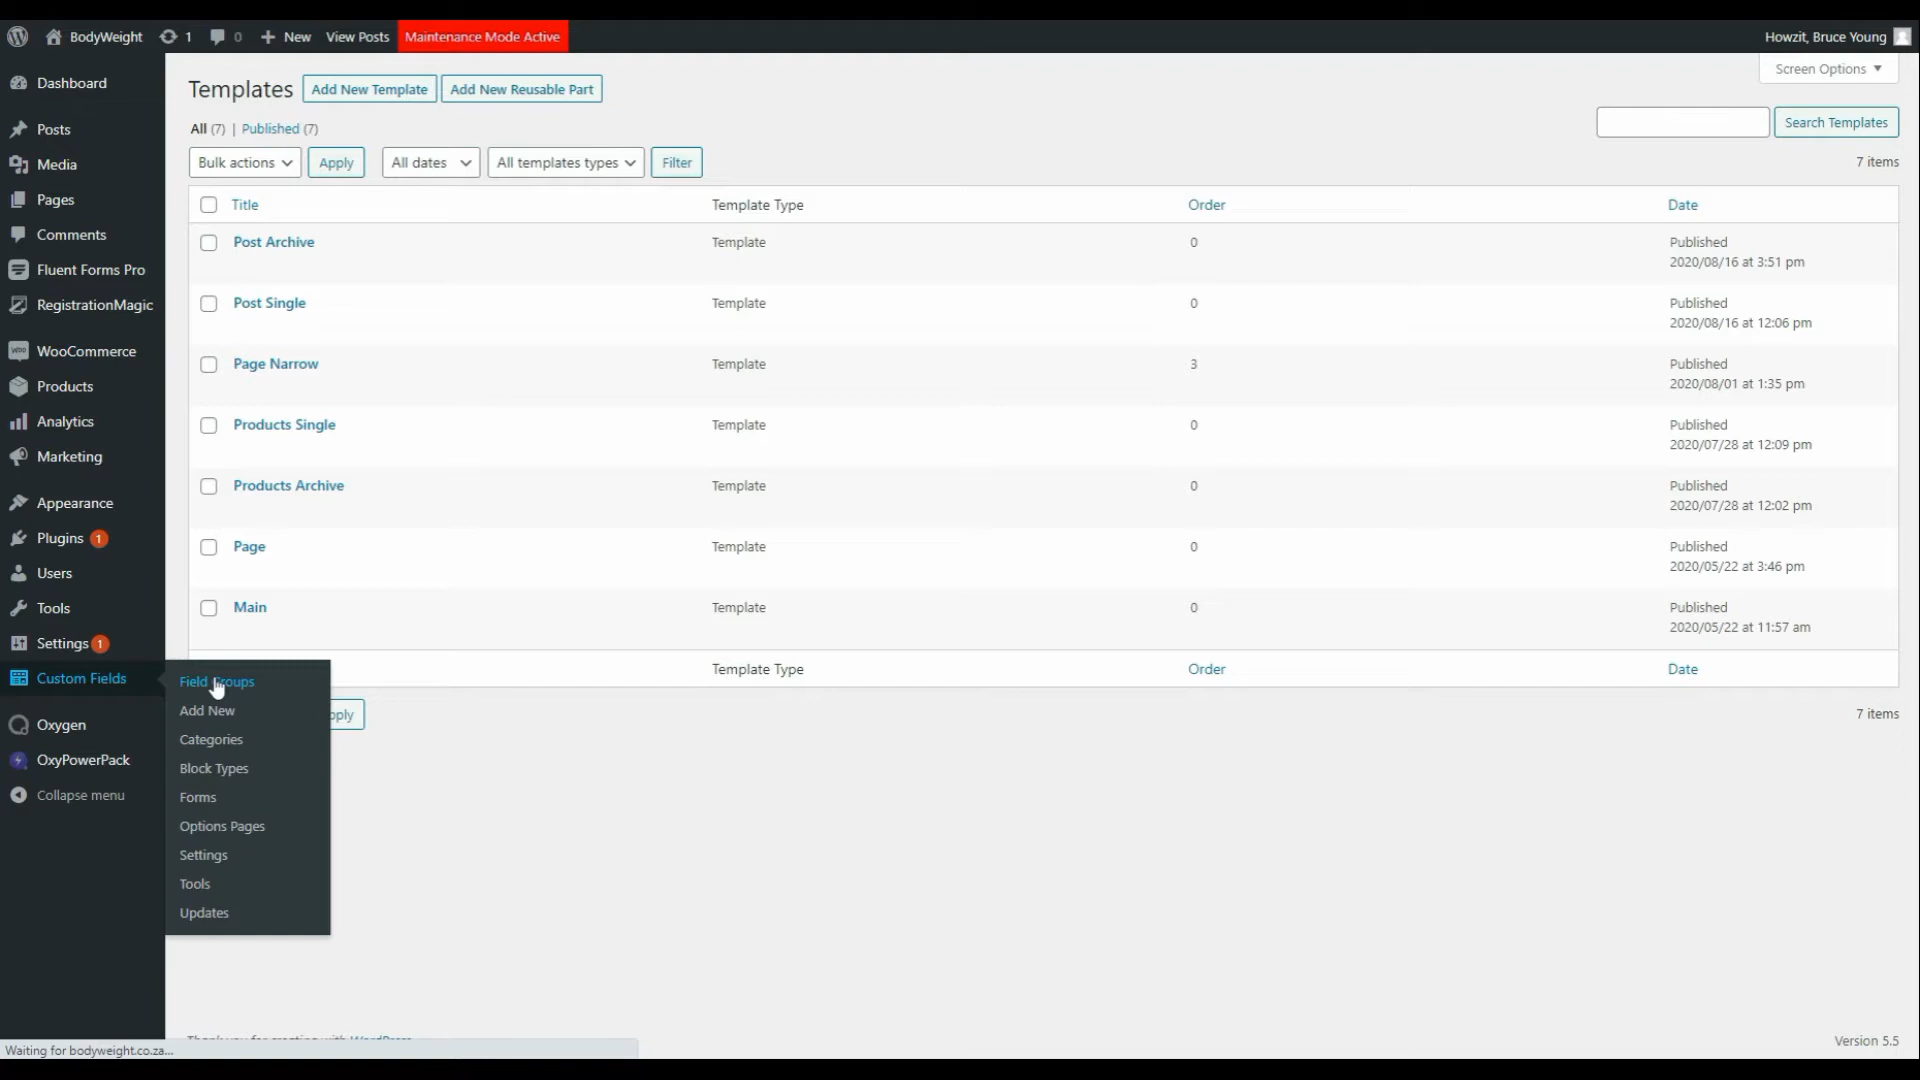 BodyWeight 1 0 New View Posts Maintenance Mode Active Howzit, Bruce Young
Screen Options
Dashboard
Posts
Media
Pages
Comments
Fluent Forms Pro
RegistrationMagic
WooCommerce
Products
Analytics
Marketing
Appearance
Plugins 1
Users
Tools
Settings 1
Custom Fields
Oxygen
OxyPowerPack
Collapse menu
Field Groups
Add New
Categories
Block Types
Forms
Options Pages
Settings
Tools
Updates
Templates Add New Template Add New Reusable Part
All (7) | Published (7)
Search Templates
Bulk actions Apply All dates All templates types Filter 7 items
Title Template Type Order Date
Post Archive Template 0 Published
2020/08/16 at 3:51 pm
Post Single Template 0 Published
2020/08/16 at 12:06 pm
Page Narrow Template 3 Published
2020/08/01 at 1:35 pm
Products Single Template 0 Published
2020/07/28 at 12:09 pm
Products Archive Template 0 Published
2020/07/28 at 12:02 pm
Page Template 0 Published
2020/05/22 at 3:46 pm
Main Template 0 Published
2020/05/22 at 11:57 am
Template Type Order Date
pply 7 items
Thank you for creating with WordPress
Version 5.5
Waiting for bodyweight.co.za...